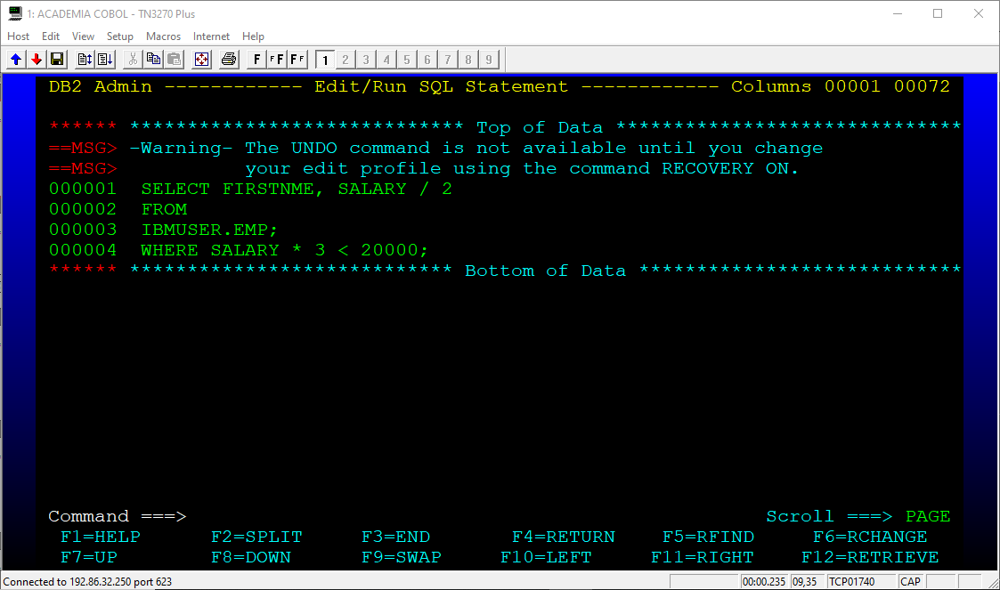 1: ACADEMIA COBOL - TN3270 Plus
Host Edit View Setup Macros Internet Help
F FF FF 1 2 3 4 5 6 7 8 9
DB2 Admin ------------ Edit/Run SQL Statement ------------ Columns 00001 00072
****** ***************************** Top of Data ******************************
==MSG> -Warning- The UNDO command is not available until you change
==MSG> your edit profile using the command RECOVERY ON.
000001 SELECT FIRSTNME, SALARY / 2
000002 FROM
000003 IBMUSER.EMP;
000004 WHERE SALARY * 3 < 20000;
****** **************************** Bottom of Data ****************************
Command ===> Scroll ===> PAGE
F1=HELP F2=SPLIT F3=END F4=RETURN F5=RFIND F6=RCHANGE
F7=UP F8=DOWN F9=SWAP F10=LEFT F11=RIGHT F12=RETRIEVE
Connected to 192.86.32.250 port 623 00:00.235 09,35 TCP01740 CAP